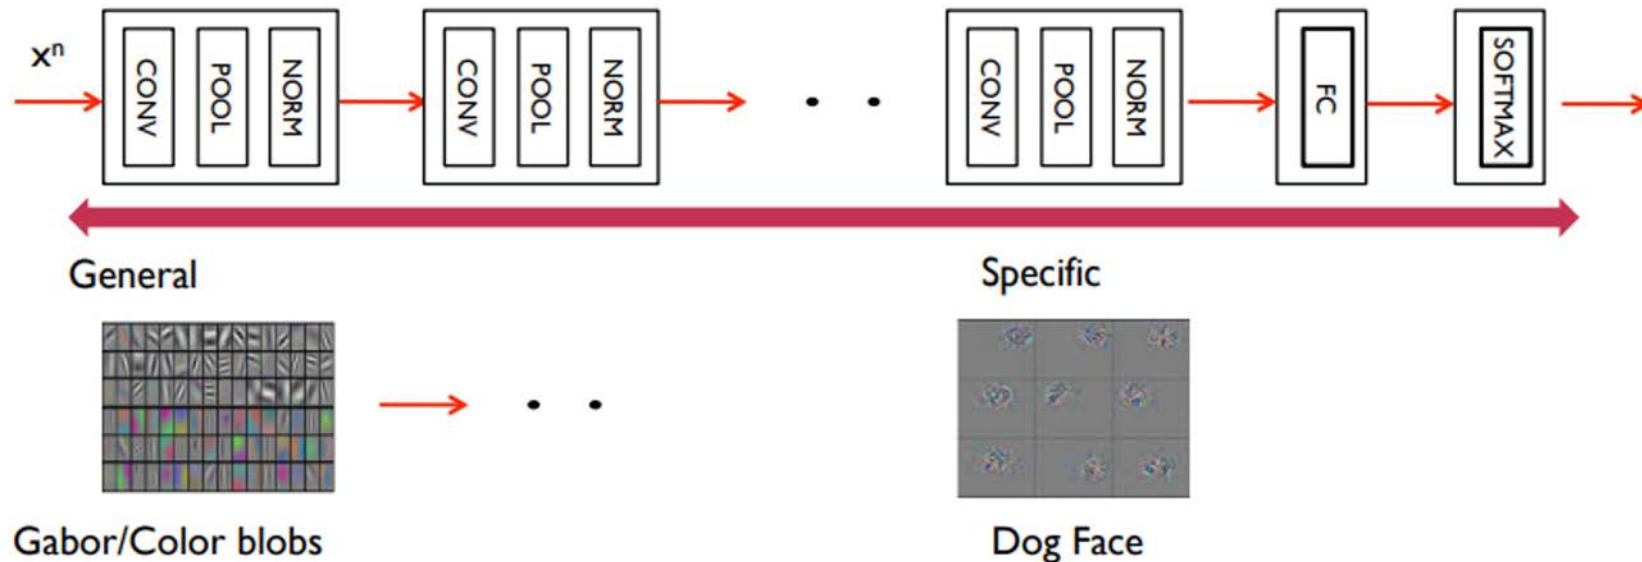 xⁿ
CONV
POOL
NORM
CONV
POOL
NORM
CONV
POOL
NORM
FC
SOFTMAX
General
Specific
Gabor/Color blobs
Dog Face